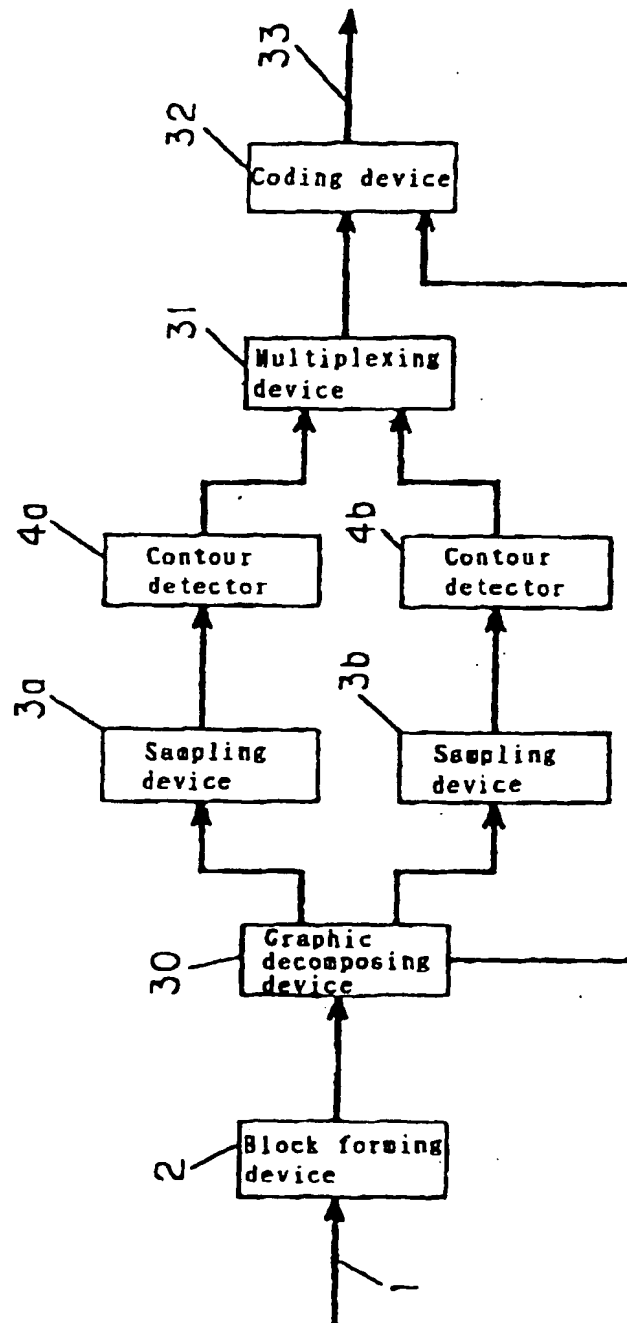 1
2
Block forming
device
30
Graphic
decomposing
device
3a
Sampling
device
3b
Sampling
device
4a
Contour
detector
4b
Contour
detector
31
Multiplexing
device
32
Coding device
33